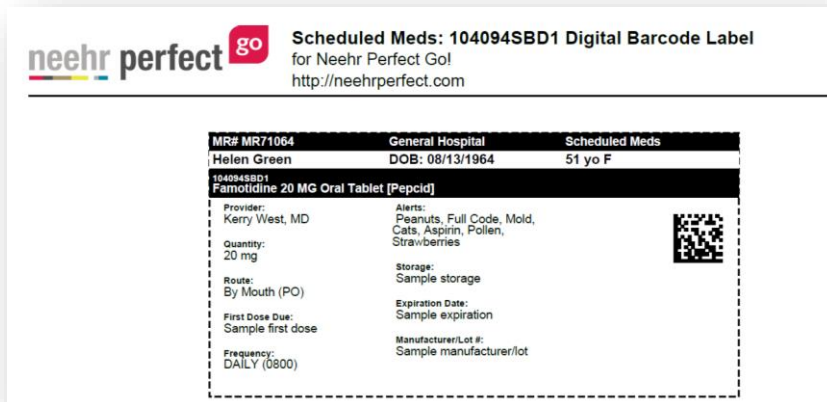 neehr perfect go
Scheduled Meds: 104094SBD1 Digital Barcode Label
for Neehr Perfect Go!
http://neehrperfect.com
MR# MR71064 General Hospital Scheduled Meds
Helen Green DOB: 08/13/1964 51 yo F
104094SBD1
Famotidine 20 MG Oral Tablet [Pepcid]
Provider:
Kerry West, MD
Quantity:
20 mg
Route:
By Mouth (PO)
First Dose Due:
Sample first dose
Frequency:
DAILY (0800)
Alerts:
Peanuts, Full Code, Mold,
Cats, Aspirin, Pollen,
Strawberries
Storage:
Sample storage
Expiration Date:
Sample expiration
Manufacturer/Lot #:
Sample manufacturer/lot